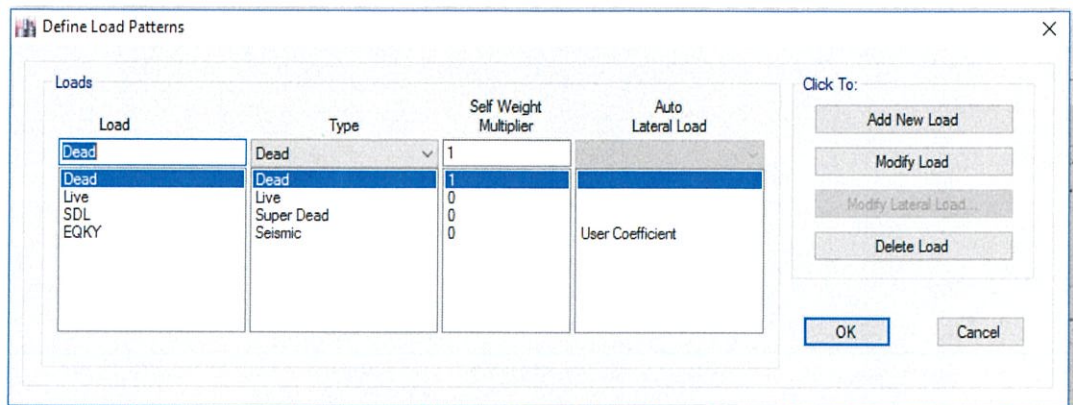 Define Load Patterns
Loads
Click To:
Load Type Self Weight Multiplier Auto Lateral Load
Dead Dead 1
Dead Dead 1
Live Live 0
SDL Super Dead 0
EQKY Seismic 0 User Coefficient
Add New Load
Modify Load
Modify Lateral Load...
Delete Load
OK Cancel